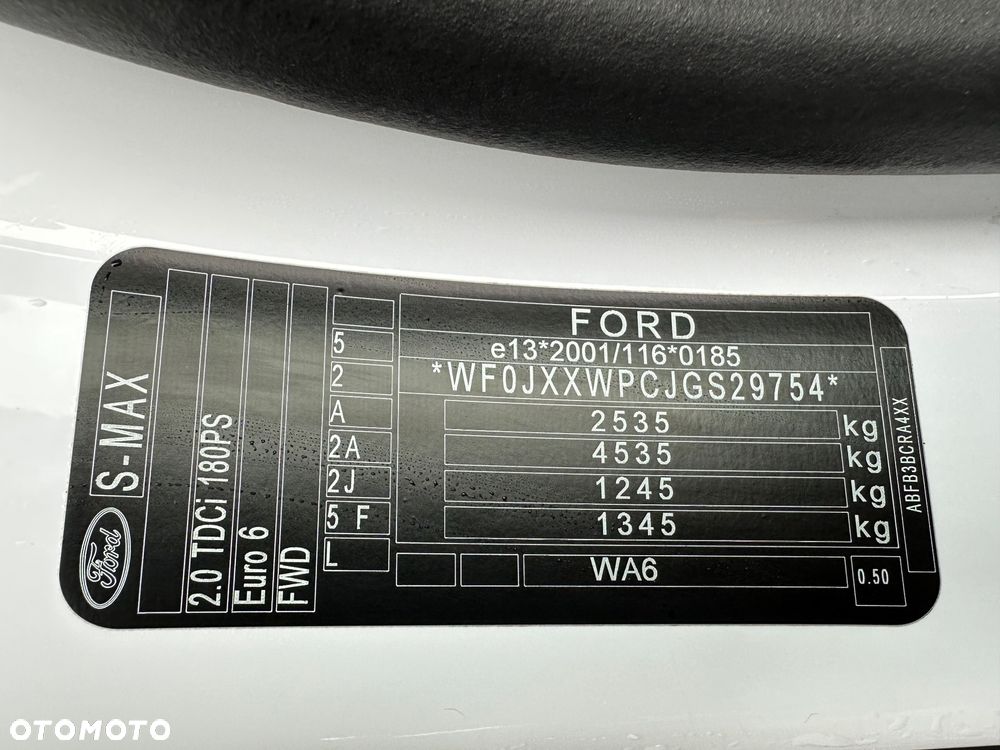 Ford
S-MAX
2.0 TDCi 180PS
Euro 6
FWD
5
2
A
2A
2J
5 F
L
FORD
e13*2001/116*0185
*WF0JXXWPCJGS29754*
2535 kg
4535 kg
1245 kg
1345 kg
WA6
0.50
ABFB3BCRA4XX
OTOMOTO